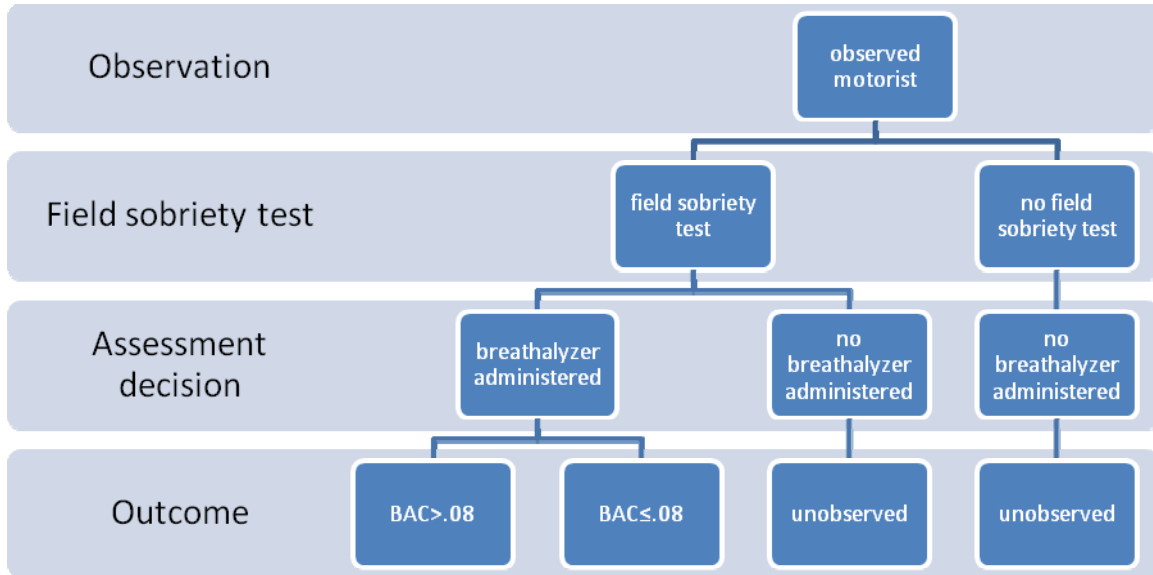 Observation
observed
motorist
Field sobriety test
field sobriety
test
no field
sobriety test
Assessment
decision
breathalyzer
administered
no
breathalyzer
administered
no
breathalyzer
administered
Outcome
BAC>.08
BAC≤.08
unobserved
unobserved